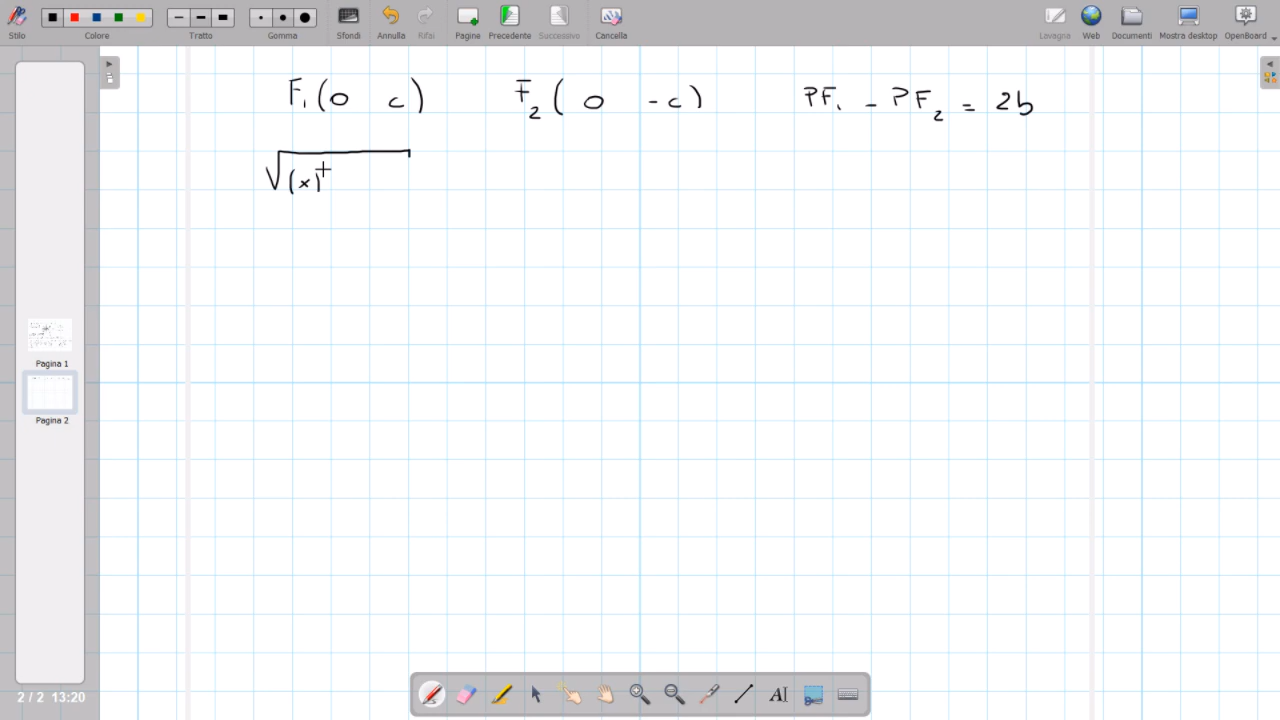 Stilo Colore Tratto Gomma Sfondi Annulla Rifai Pagine Precedente Successivo Cancella Lavagna Web Documenti Mostra desktop OpenBoard
F₁(0 c) F₂(0 -c) PF₁ - PF₂ = 2b
√(x)+
Pagina 1
Pagina 2
2 / 2 13:20
AI